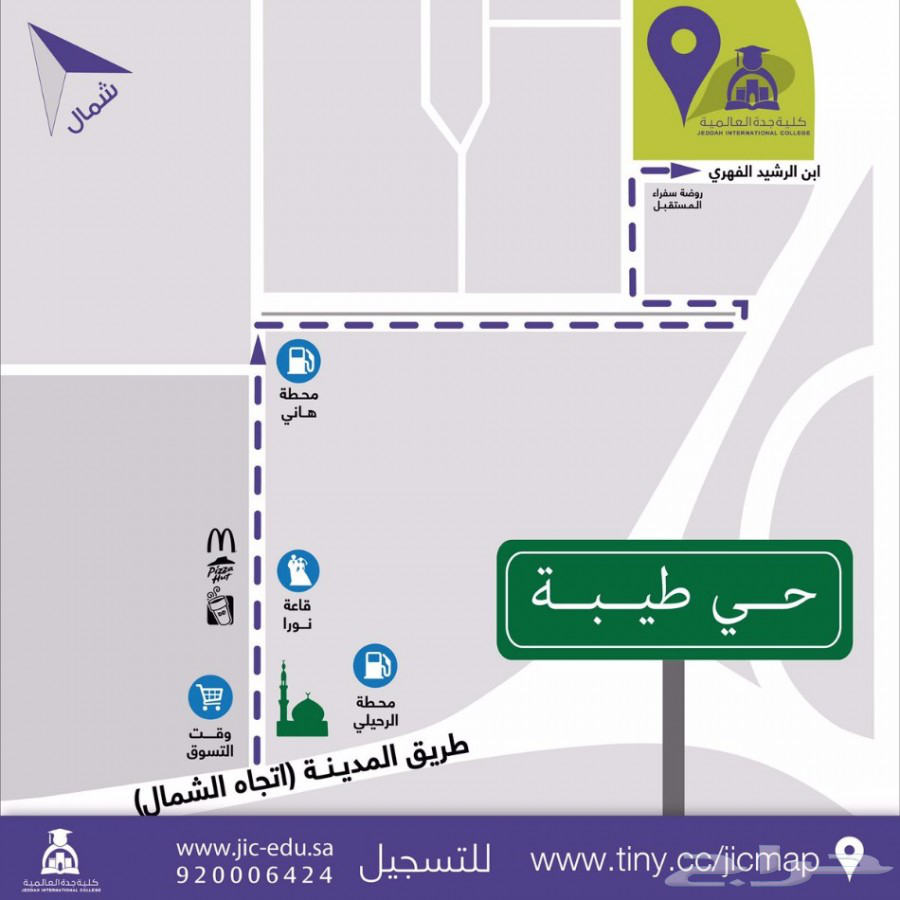 شمال
كلية جدة العالمية
JEDDAH INTERNATIONAL COLLEGE
ابن الرشيد الفهري
روضة سفراء
المستقبل
محطة
هاني
Pizza
Hut
قاعة
نورا
حي طيبة
محطة
الرحيلي
وقت
التسوق
طريق المدينة (اتجاه الشمال)
كلية جدة العالمية
JEDDAH INTERNATIONAL COLLEGE
www.jic-edu.sa
920006424
للتسجيل
www.tiny.cc/jicmap
حراج